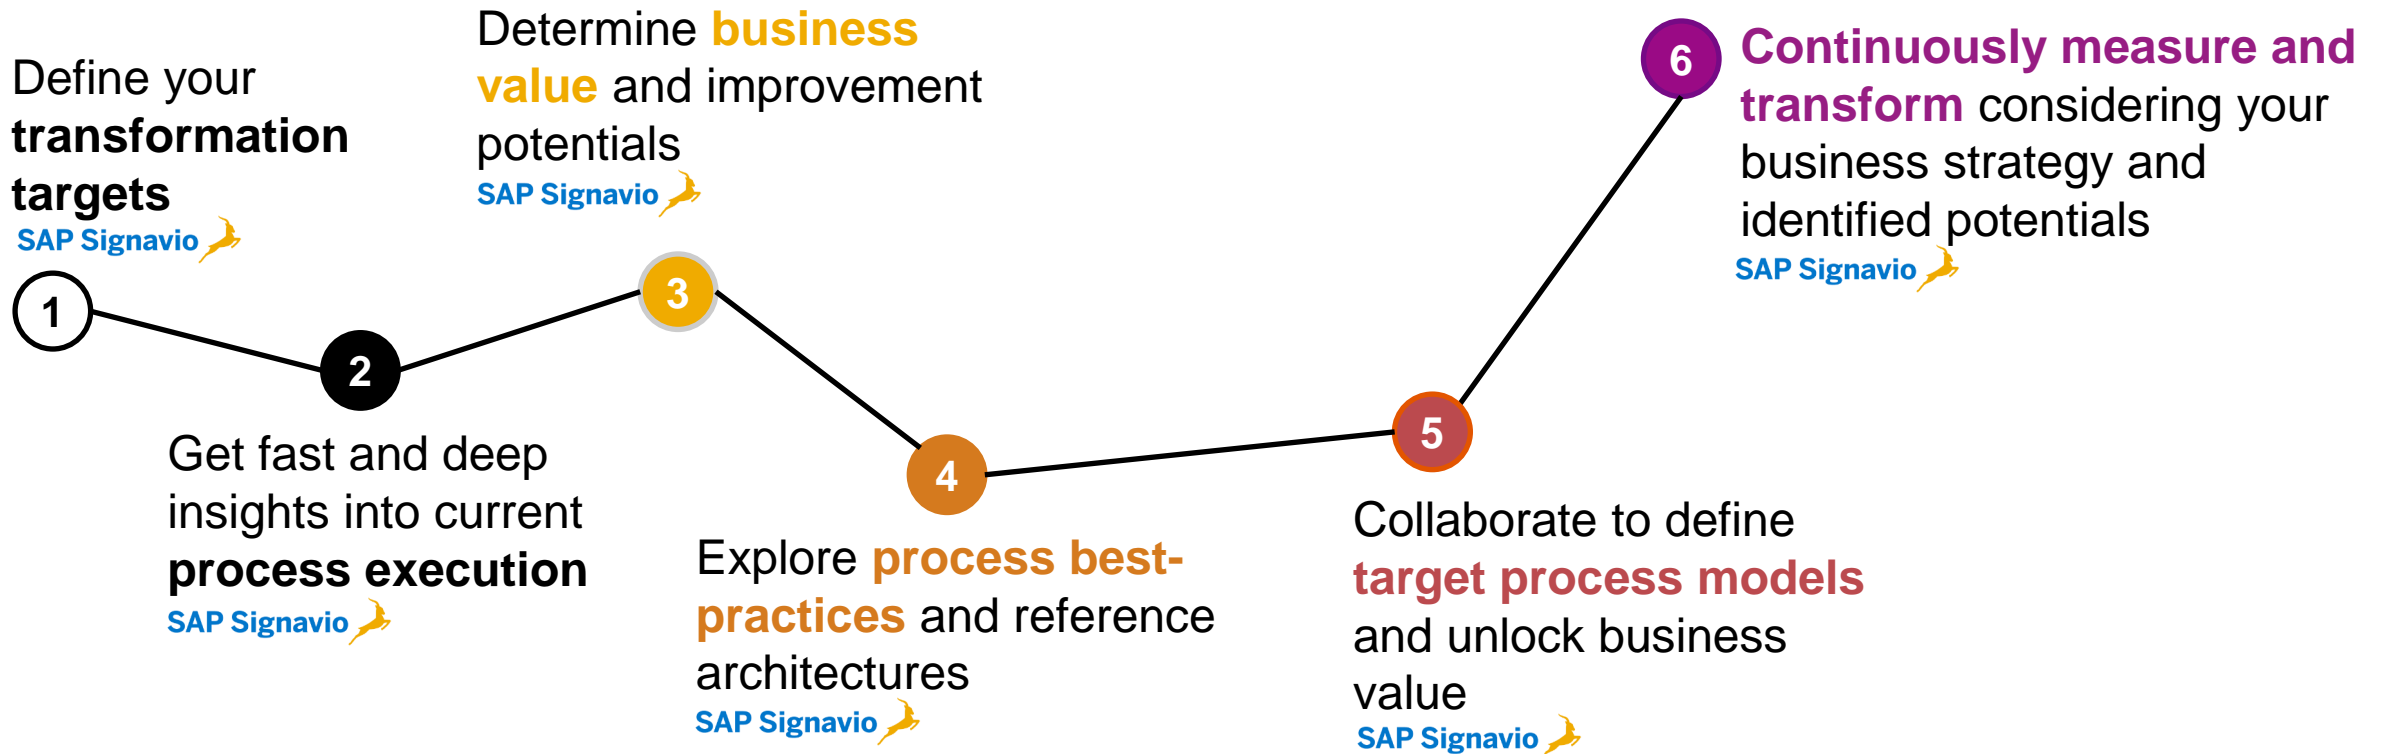 Define your
transformation
targets
SAP Signavio
1
Get fast and deep
insights into current
process execution
SAP Signavio
2
Determine business
value and improvement
potentials
SAP Signavio
3
Explore process best-
practices and reference
architectures
SAP Signavio
4
Collaborate to define
target process models
and unlock business
value
SAP Signavio
5
6
Continuously measure and
transform considering your
business strategy and
identified potentials
SAP Signavio